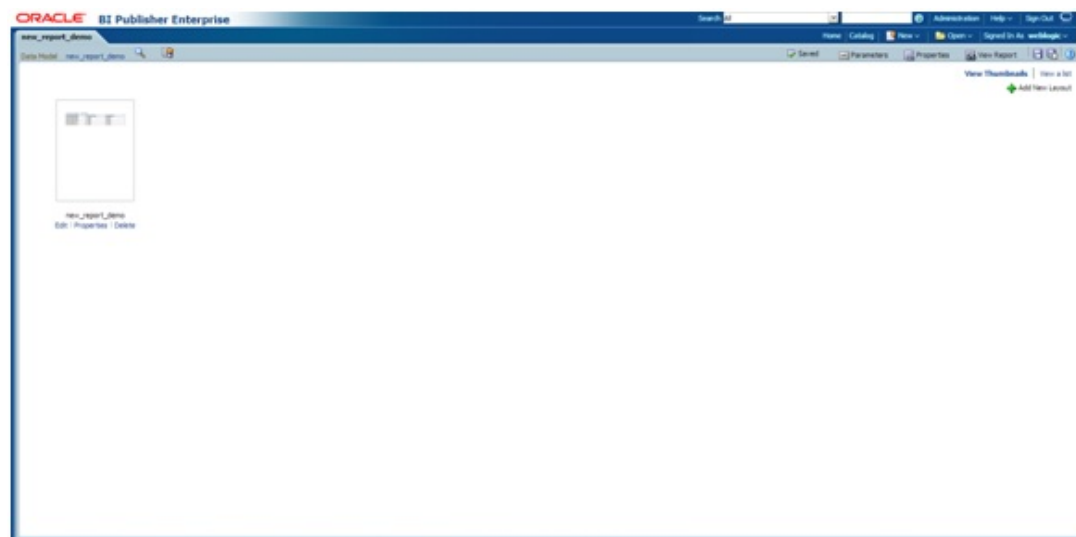 ORACLE BI Publisher Enterprise Search All Administration Help Sign Out
new_report_demo Home Catalog New Open Signed In As weblogic
Data Model new_report_demo Saved Parameters Properties View Report
View Thumbnails View a list
Add New Layout
new_report_demo
Edit Properties Delete